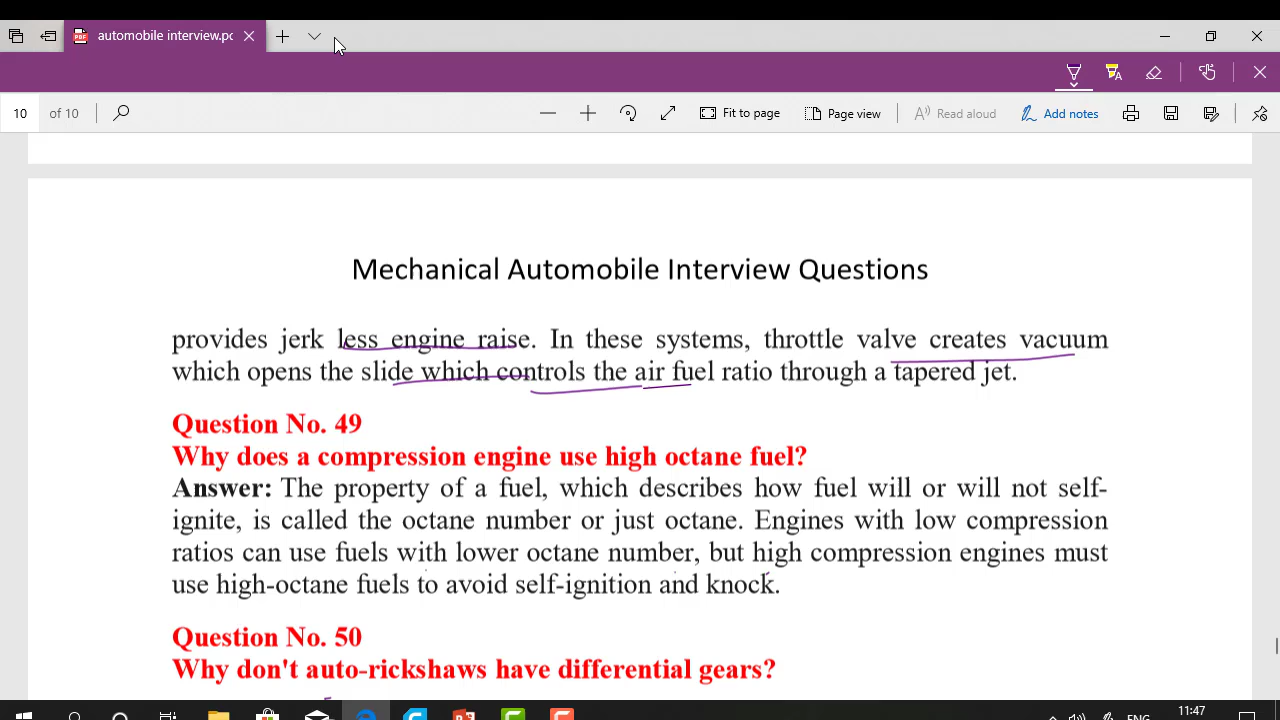 automobile interview.pc
10 of 10
Fit to page
Page view
Read aloud
Add notes
Mechanical Automobile Interview Questions
provides jerk less engine raise. In these systems, throttle valve creates vacuum
which opens the slide which controls the air fuel ratio through a tapered jet.
Question No. 49
Why does a compression engine use high octane fuel?
Answer: The property of a fuel, which describes how fuel will or will not self-
ignite, is called the octane number or just octane. Engines with low compression
ratios can use fuels with lower octane number, but high compression engines must
use high-octane fuels to avoid self-ignition and knock.
Question No. 50
Why don't auto-rickshaws have differential gears?
ENG
11:47